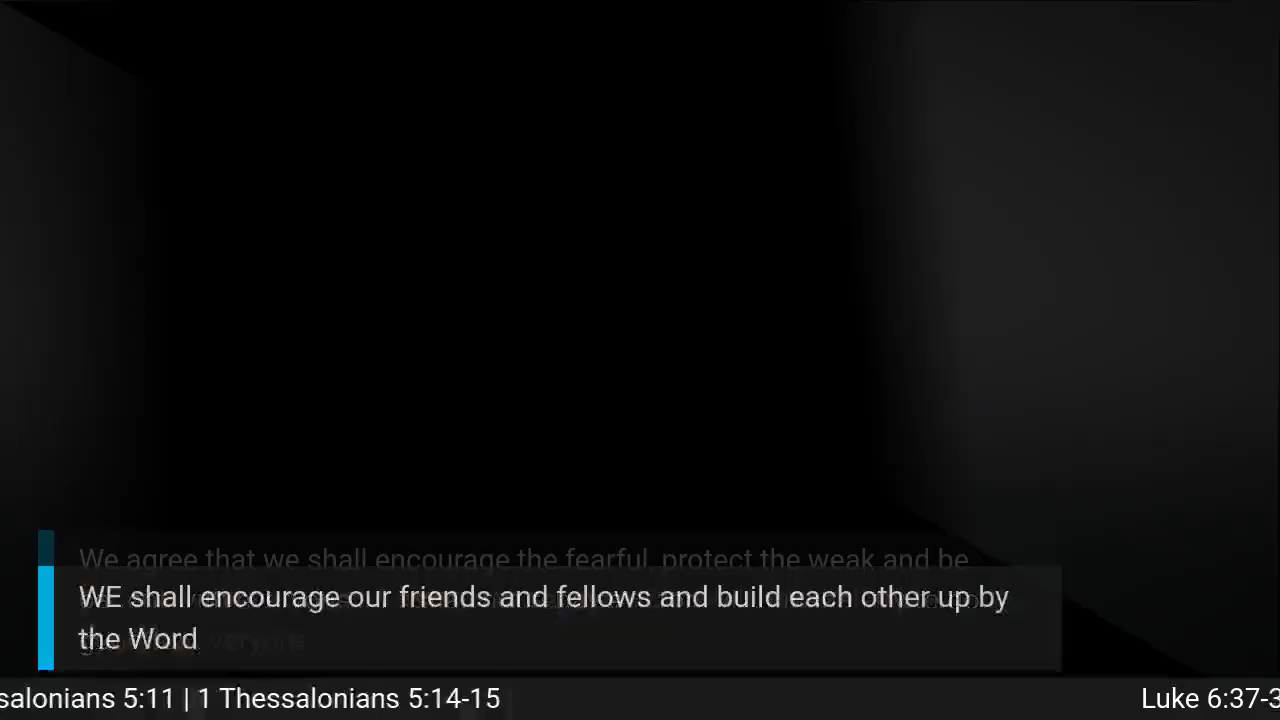 We agree that we shall encourage the fearful, protect the weak and be
WE shall encourage our friends and fellows and build each other up by
the Word
salonians 5:11 | 1 Thessalonians 5:14-15
Luke 6:37-3